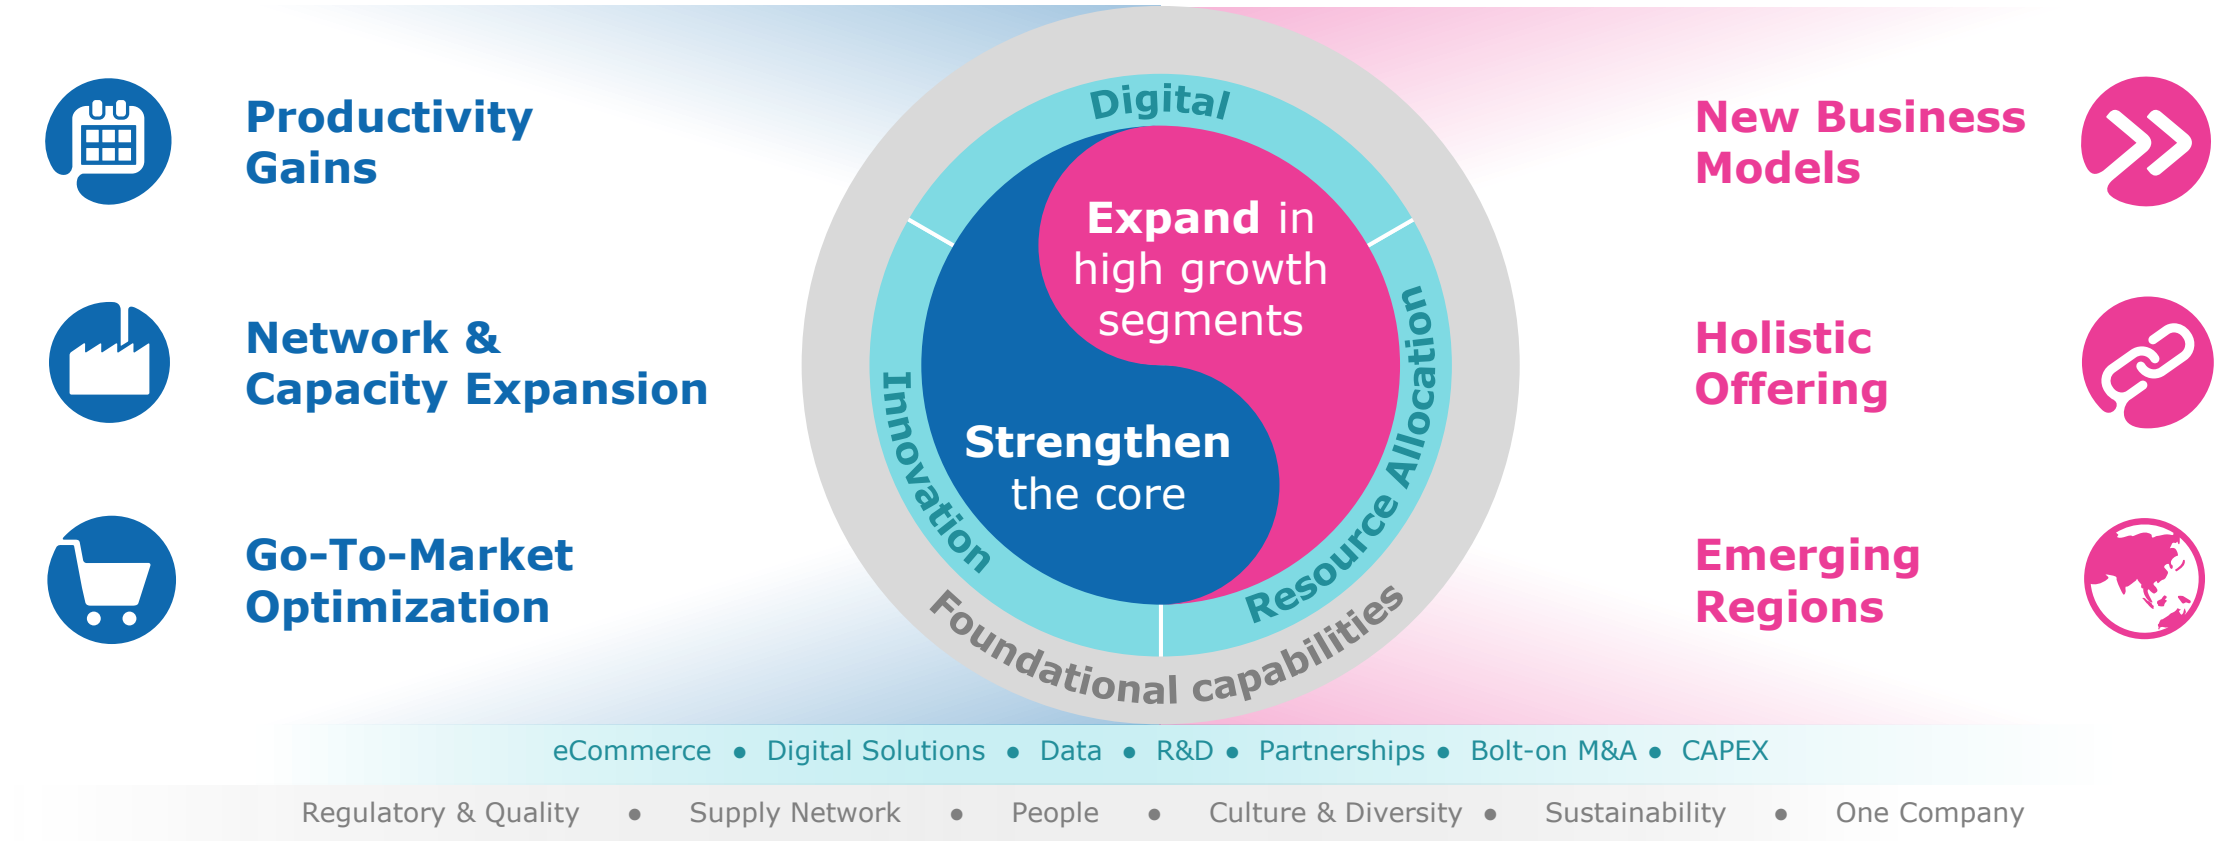 Productivity
Gains
Network &
Capacity Expansion
Go-To-Market
Optimization
Digital
Innovation
Resource Allocation
Expand in
high growth
segments
Strengthen
the core
Foundational capabilities
New Business
Models
Holistic
Offering
Emerging
Regions
eCommerce ● Digital Solutions ● Data ● R&D ● Partnerships ● Bolt-on M&A ● CAPEX
Regulatory & Quality ● Supply Network ● People ● Culture & Diversity ● Sustainability ● One Company